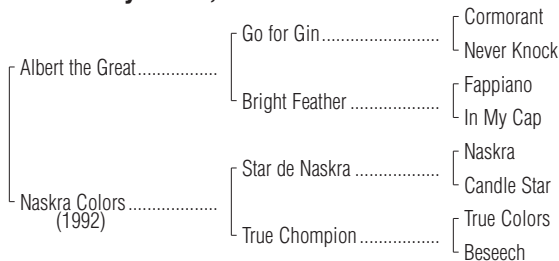 Go for Gin....................... Cormorant
Never Knock
Albert the Great...............
Bright Feather ................. Fappiano
In My Cap
Star de Naskra ................ Naskra
Candle Star
Naskra Colors .................
(1992)
True Chompion ............... True Colors
Beseech